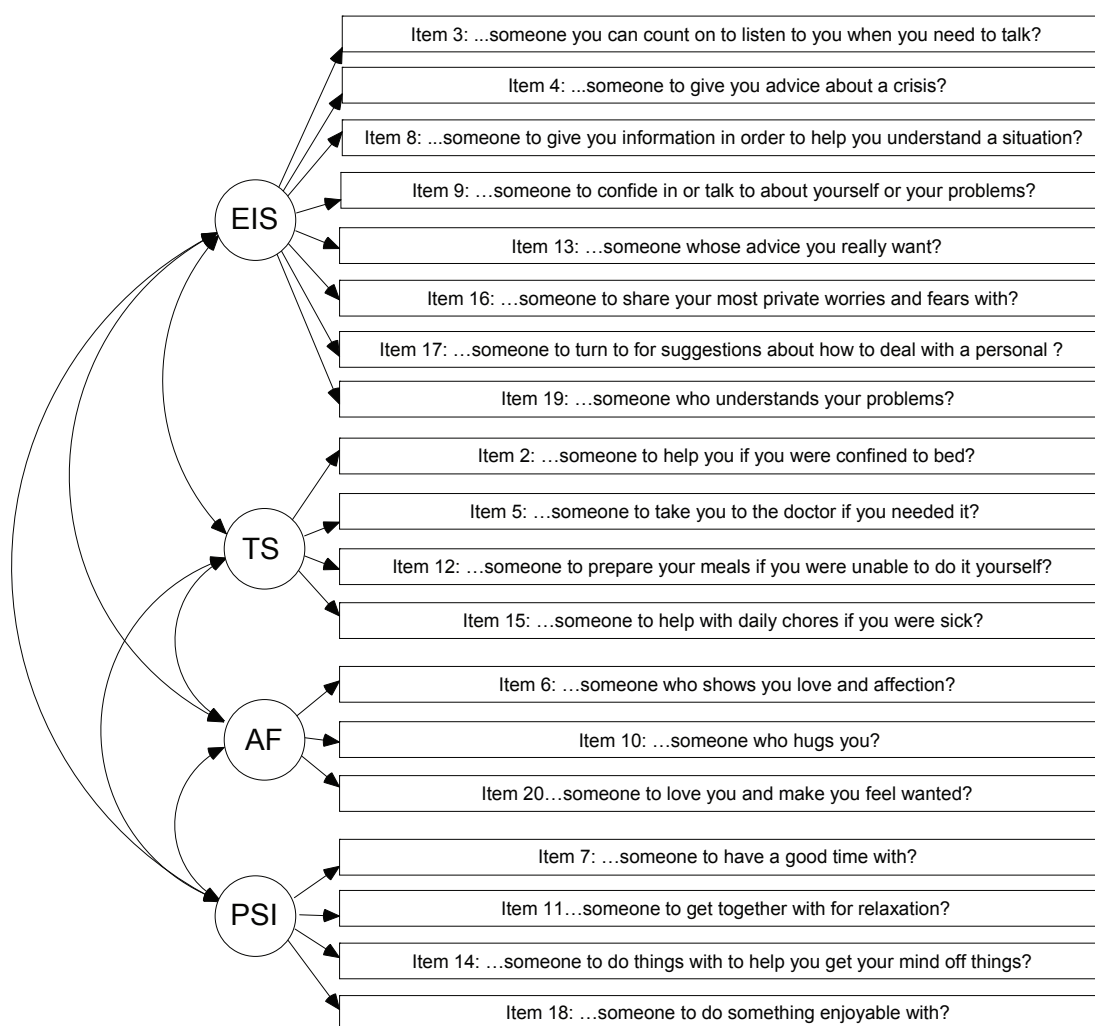 Item 3: ...someone you can count on to listen to you when you need to talk?
Item 4: ...someone to give you advice about a crisis?
Item 8: ...someone to give you information in order to help you understand a situation?
Item 9: …someone to confide in or talk to about yourself or your problems?
EIS
Item 13: …someone whose advice you really want?
Item 16: …someone to share your most private worries and fears with?
Item 17: …someone to turn to for suggestions about how to deal with a personal ?
Item 19: …someone who understands your problems?
Item 2: …someone to help you if you were confined to bed?
Item 5: …someone to take you to the doctor if you needed it?
TS
Item 12: …someone to prepare your meals if you were unable to do it yourself?
Item 15: …someone to help with daily chores if you were sick?
Item 6: …someone who shows you love and affection?
AF
Item 10: …someone who hugs you?
Item 20…someone to love you and make you feel wanted?
Item 7: …someone to have a good time with?
PSI
Item 11…someone to get together with for relaxation?
Item 14: …someone to do things with to help you get your mind off things?
Item 18: …someone to do something enjoyable with?